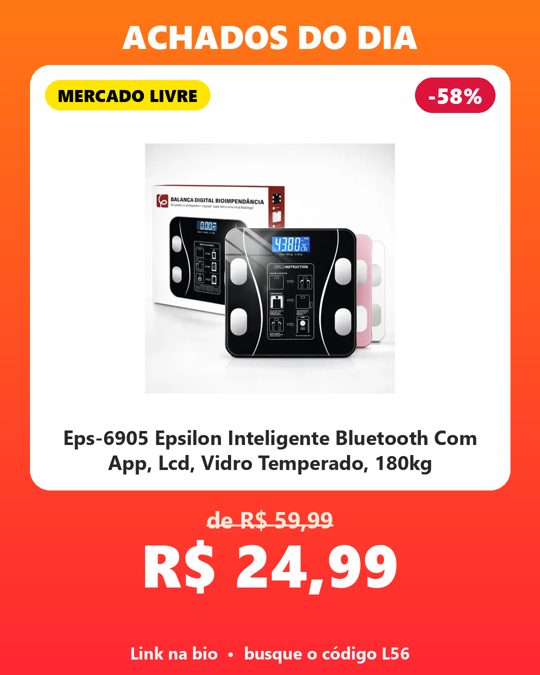 ACHADOS DO DIA
MERCADO LIVRE
-58%
BALANÇA DIGITAL BIOIMPENDÂNCIA
INSTRUCTION
Eps-6905 Epsilon Inteligente Bluetooth Com
App, Lcd, Vidro Temperado, 180kg
de R$ 59,99
R$ 24,99
Link na bio • busque o código L56